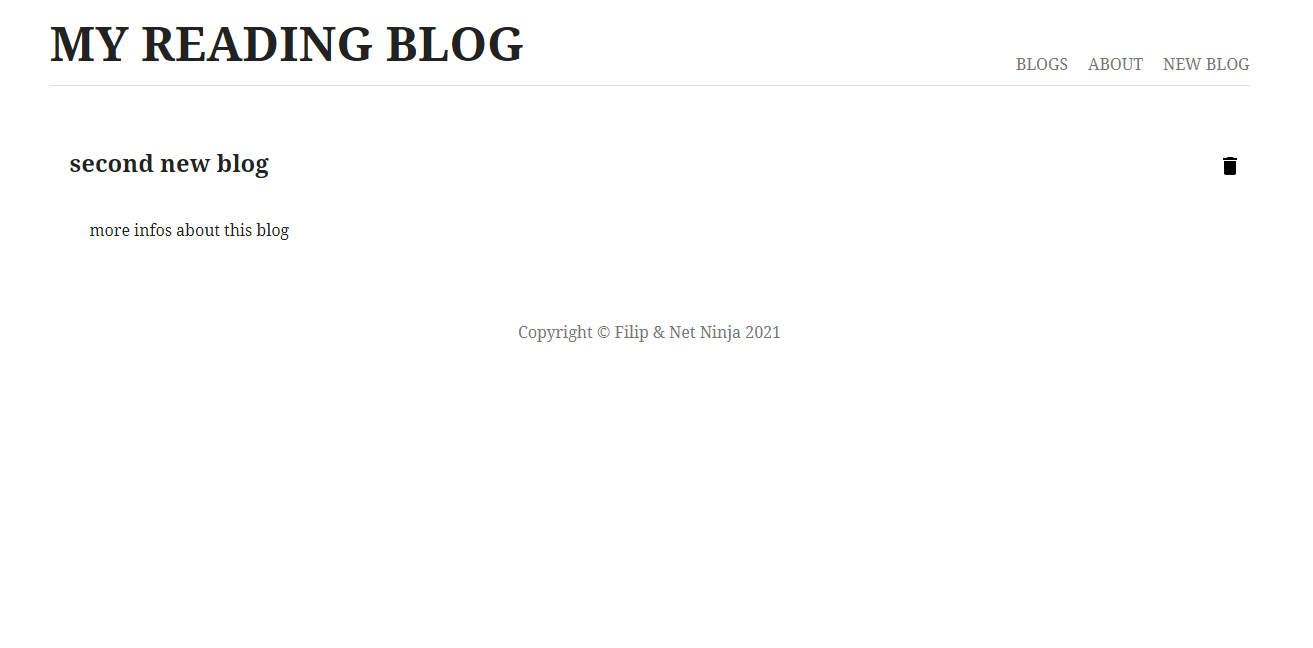 MY READING BLOG
BLOGS ABOUT NEW BLOG
second new blog
more infos about this blog
Copyright © Filip & Net Ninja 2021